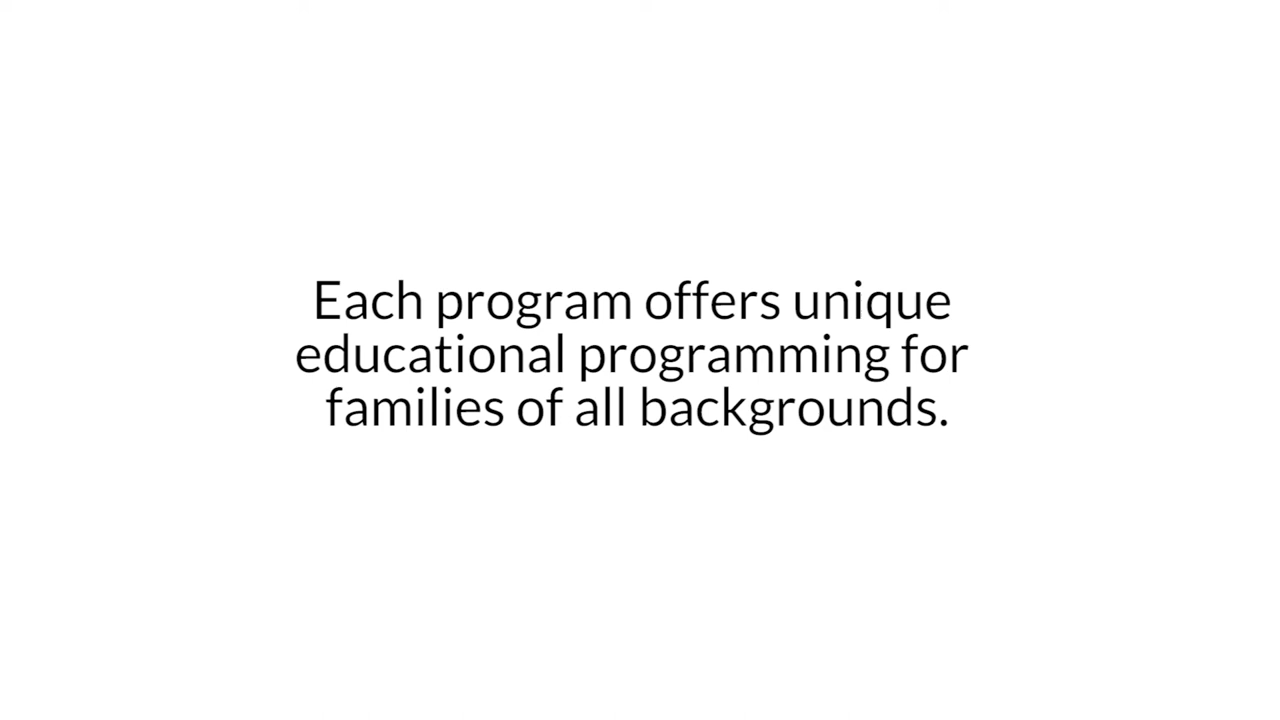 Each program offers unique
educational programming for
families of all backgrounds.